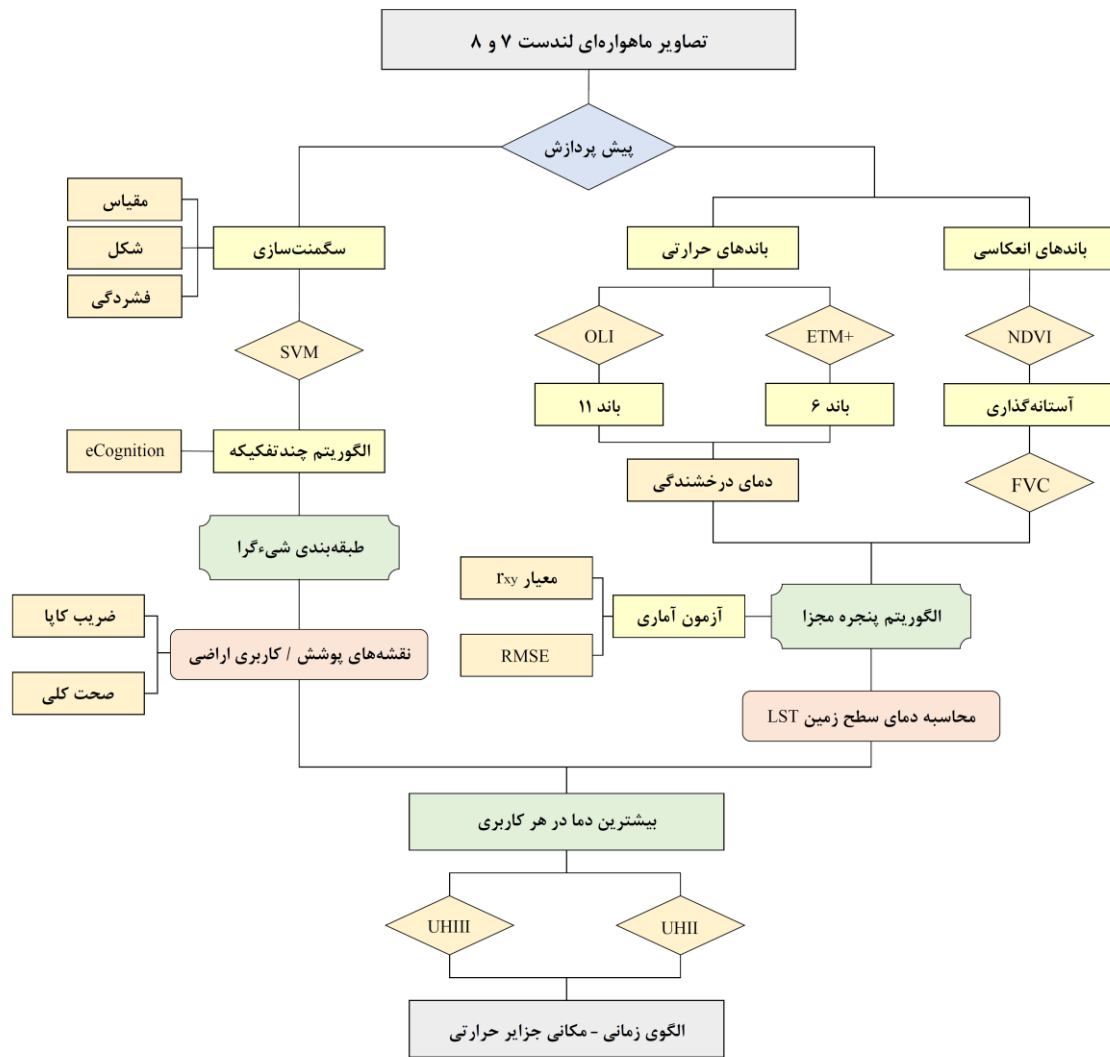 تصاویر ماهواره‌ای لندست ۷ و ۸
پیش پردازش
باندهای انعکاسی
باندهای حرارتی
سگمنت‌سازی
مقیاس
شکل
فشردگی
NDVI
ETM+
OLI
SVM
آستانه‌گذاری
باند ۶
باند ۱۱
الگوریتم چندتفکیکه
eCognition
FVC
دمای درخشندگی
طبقه‌بندی شیءگرا
الگوریتم پنجره مجزا
آزمون آماری
معیار rxy
RMSE
نقشه‌های پوشش / کاربری اراضی
ضریب کاپا
صحت کلی
محاسبه دمای سطح زمین LST
بیشترین دما در هر کاربری
UHII
UHIII
الگوی زمانی - مکانی جزایر حرارتی